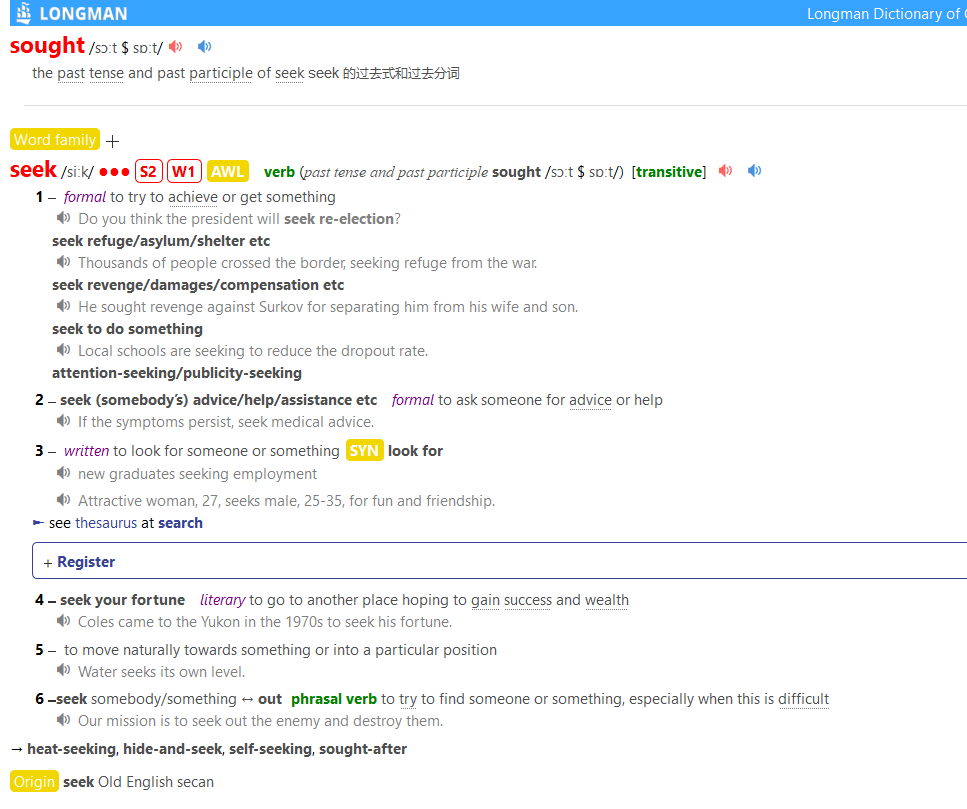 LONGMAN Longman Dictionary of
sought /sɔːt $ sɒːt/
the past tense and past participle of seek seek 的过去式和过去分词
Word family +
seek /siːk/ ●●● S2 W1 AWL verb (past tense and past participle sought /sɔːt $ sɒːt/) [transitive]
1 – formal to try to achieve or get something
Do you think the president will seek re-election?
seek refuge/asylum/shelter etc
Thousands of people crossed the border, seeking refuge from the war.
seek revenge/damages/compensation etc
He sought revenge against Surkov for separating him from his wife and son.
seek to do something
Local schools are seeking to reduce the dropout rate.
attention-seeking/publicity-seeking
2 – seek (somebody’s) advice/help/assistance etc formal to ask someone for advice or help
If the symptoms persist, seek medical advice.
3 – written to look for someone or something SYN look for
new graduates seeking employment
Attractive woman, 27, seeks male, 25-35, for fun and friendship.
► see thesaurus at search
+ Register
4 – seek your fortune literary to go to another place hoping to gain success and wealth
Coles came to the Yukon in the 1970s to seek his fortune.
5 – to move naturally towards something or into a particular position
Water seeks its own level.
6 –seek somebody/something ↔ out phrasal verb to try to find someone or something, especially when this is difficult
Our mission is to seek out the enemy and destroy them.
→ heat-seeking, hide-and-seek, self-seeking, sought-after
Origin seek Old English secan